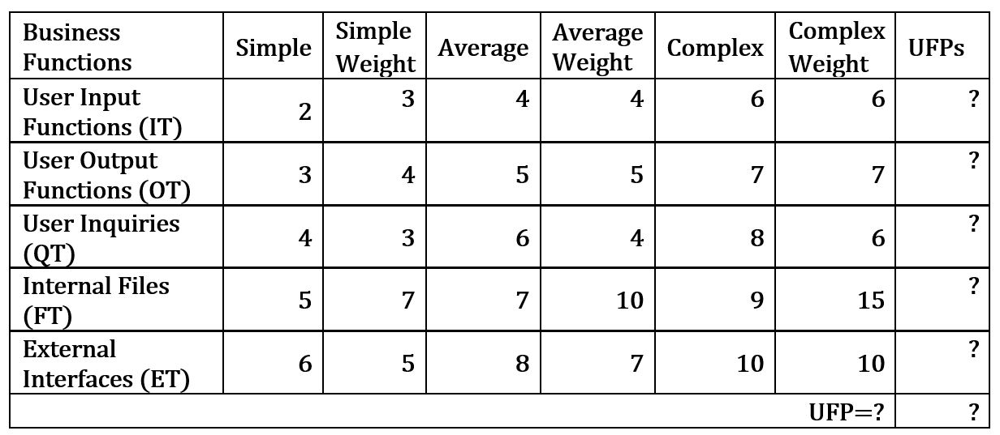 Business Functions Simple Simple Weight Average Average Weight Complex Complex Weight UFPs
User Input Functions (IT) 2 3 4 4 6 6 ?
User Output Functions (OT) 3 4 5 5 7 7 ?
User Inquiries (QT) 4 3 6 4 8 6 ?
Internal Files (FT) 5 7 7 10 9 15 ?
External Interfaces (ET) 6 5 8 7 10 10 ?
UFP=? ?